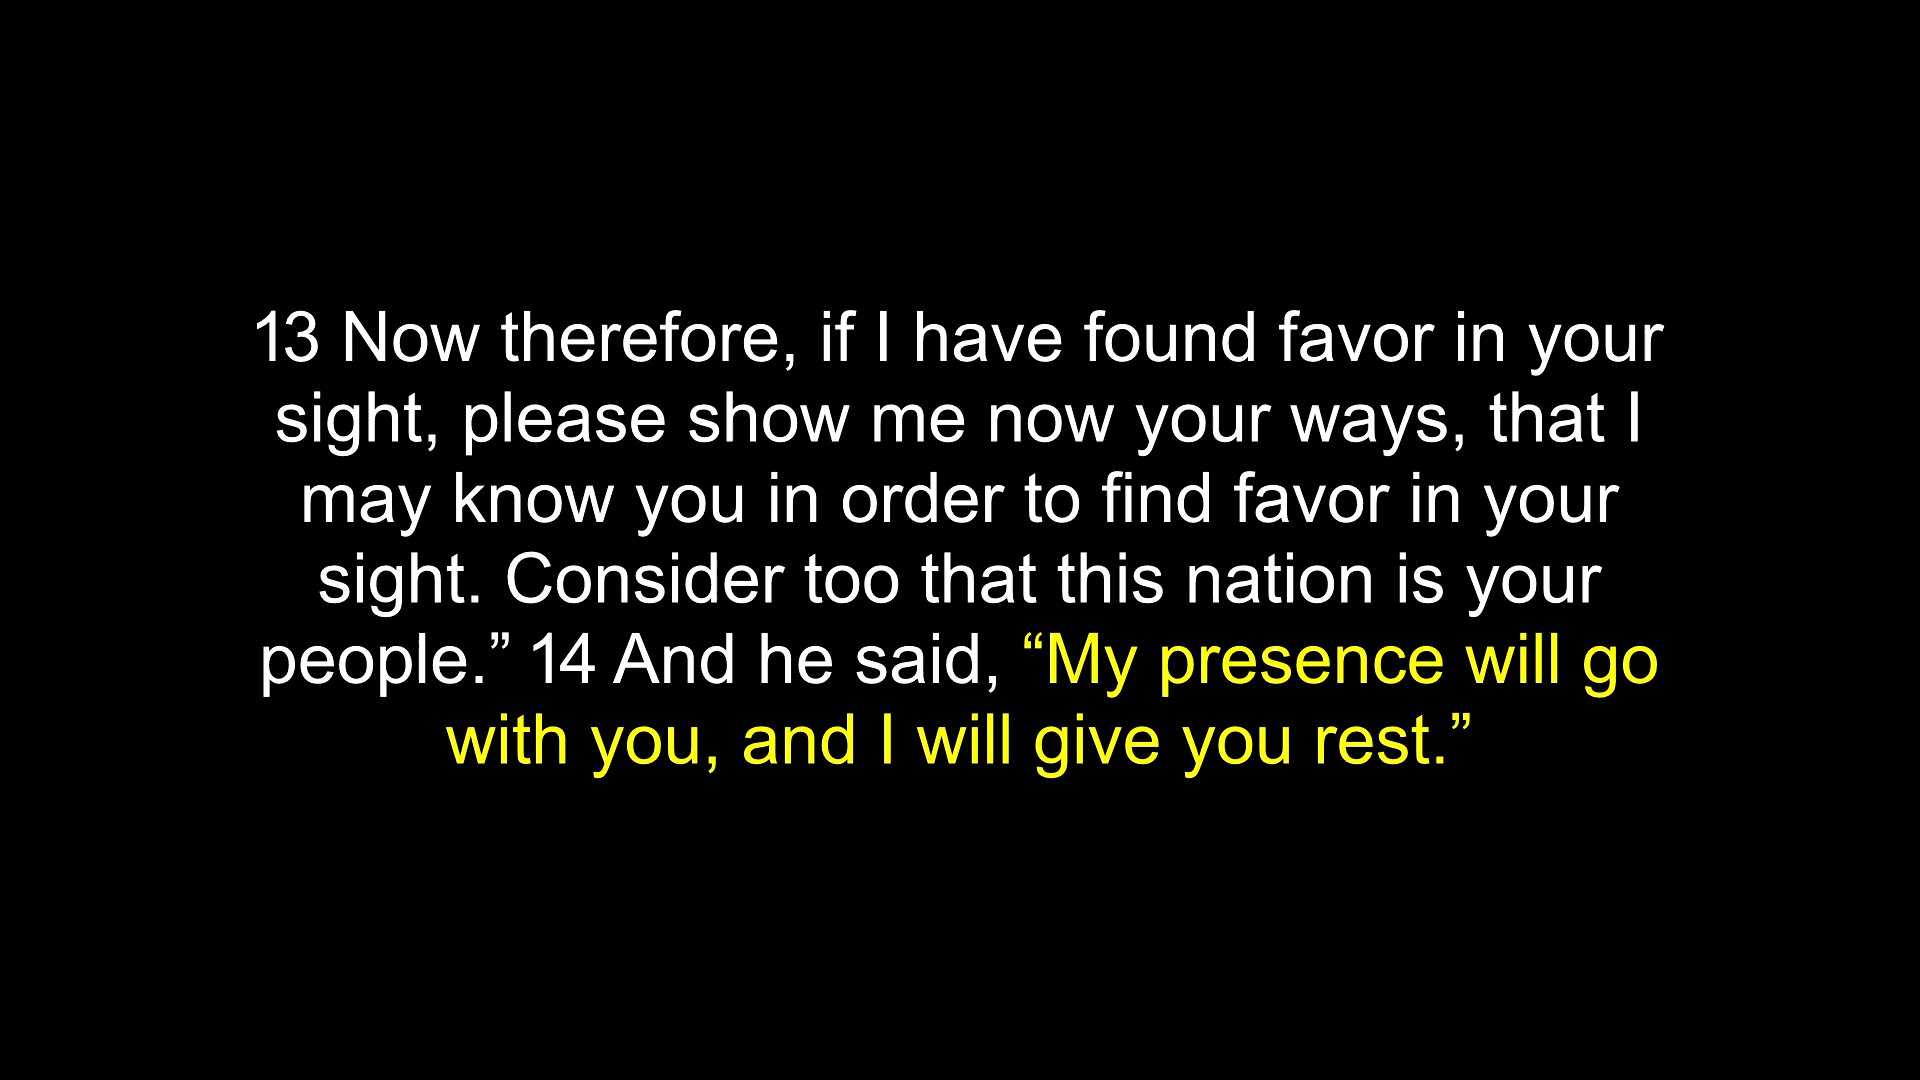 13 Now therefore, if I have found favor in your
sight, please show me now your ways, that I
may know you in order to find favor in your
sight. Consider too that this nation is your
people.” 14 And he said, “My presence will go
with you, and I will give you rest.”